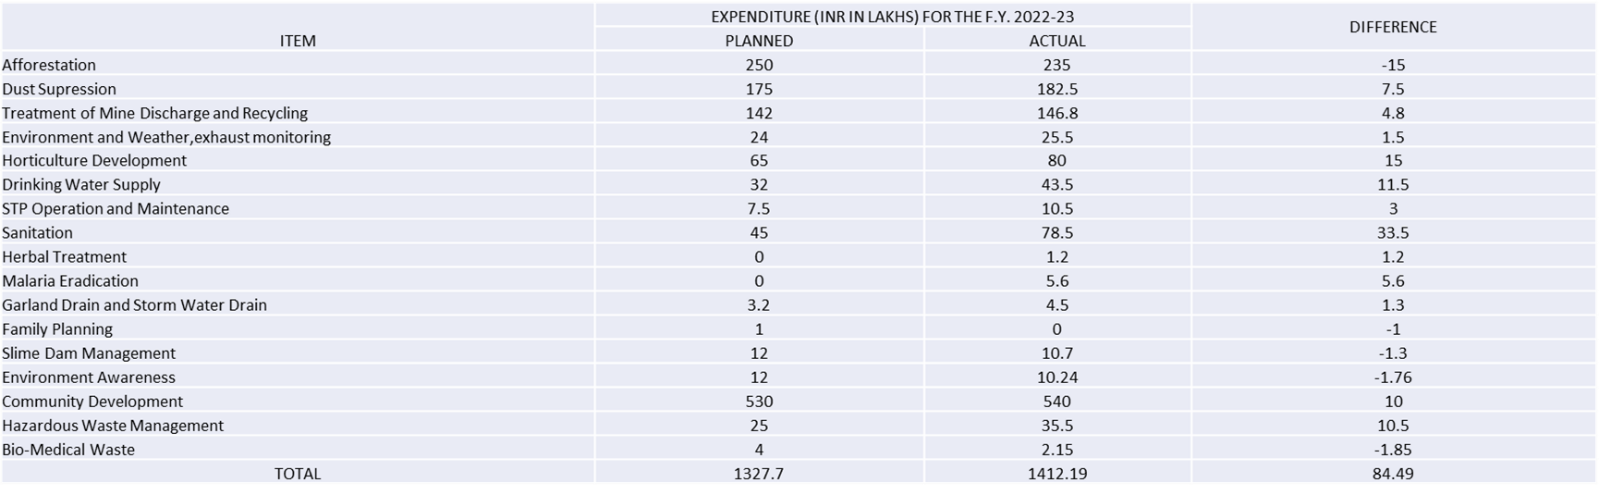 EXPENDITURE (INR IN LAKHS) FOR THE F.Y. 2022-23
ITEM PLANNED ACTUAL DIFFERENCE
Afforestation 250 235 -15
Dust Supression 175 182.5 7.5
Treatment of Mine Discharge and Recycling 142 146.8 4.8
Environment and Weather,exhaust monitoring 24 25.5 1.5
Horticulture Development 65 80 15
Drinking Water Supply 32 43.5 11.5
STP Operation and Maintenance 7.5 10.5 3
Sanitation 45 78.5 33.5
Herbal Treatment 0 1.2 1.2
Malaria Eradication 0 5.6 5.6
Garland Drain and Storm Water Drain 3.2 4.5 1.3
Family Planning 1 0 -1
Slime Dam Management 12 10.7 -1.3
Environment Awareness 12 10.24 -1.76
Community Development 530 540 10
Hazardous Waste Management 25 35.5 10.5
Bio-Medical Waste 4 2.15 -1.85
TOTAL 1327.7 1412.19 84.49